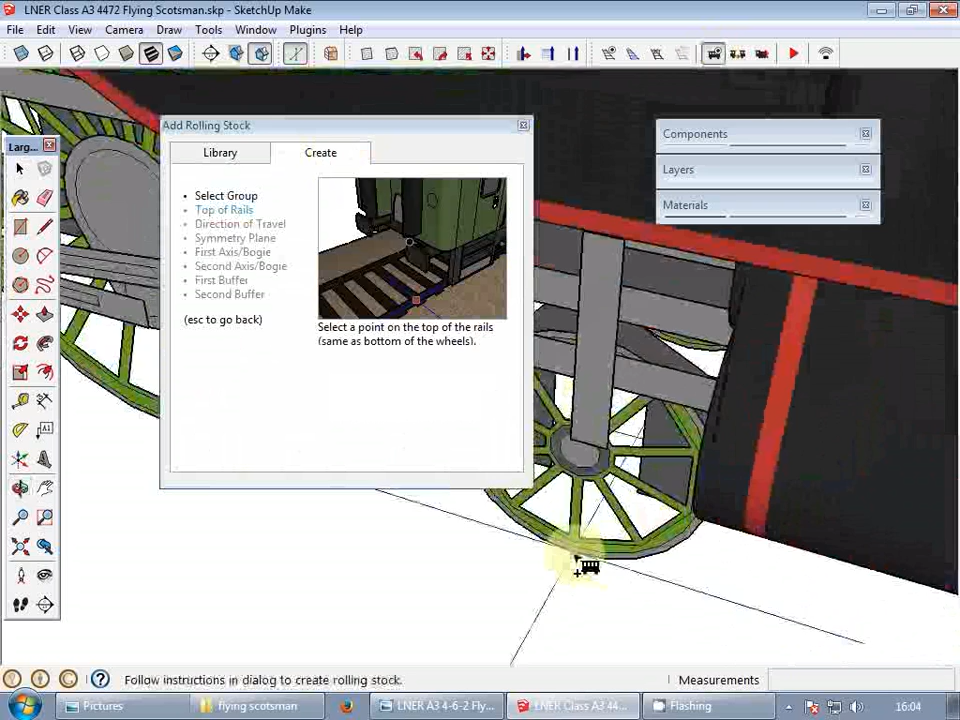 LNER Class A3 4472 Flying Scotsman.skp - SketchUp Make
File Edit View Camera Draw Tools Window Plugins Help
Larg...
Add Rolling Stock
Library Create
Select Group
Top of Rails
Direction of Travel
Symmetry Plane
First Axis/Bogie
Second Axis/Bogie
First Buffer
Second Buffer
(esc to go back)
Select a point on the top of the rails
(same as bottom of the wheels).
Components
Layers
Materials
A1
Follow instructions in dialog to create rolling stock.
Measurements
Pictures
flying scotsman
LNER A3 4-6-2 Fly...
LNER Class A3 44...
Flashing
16:04